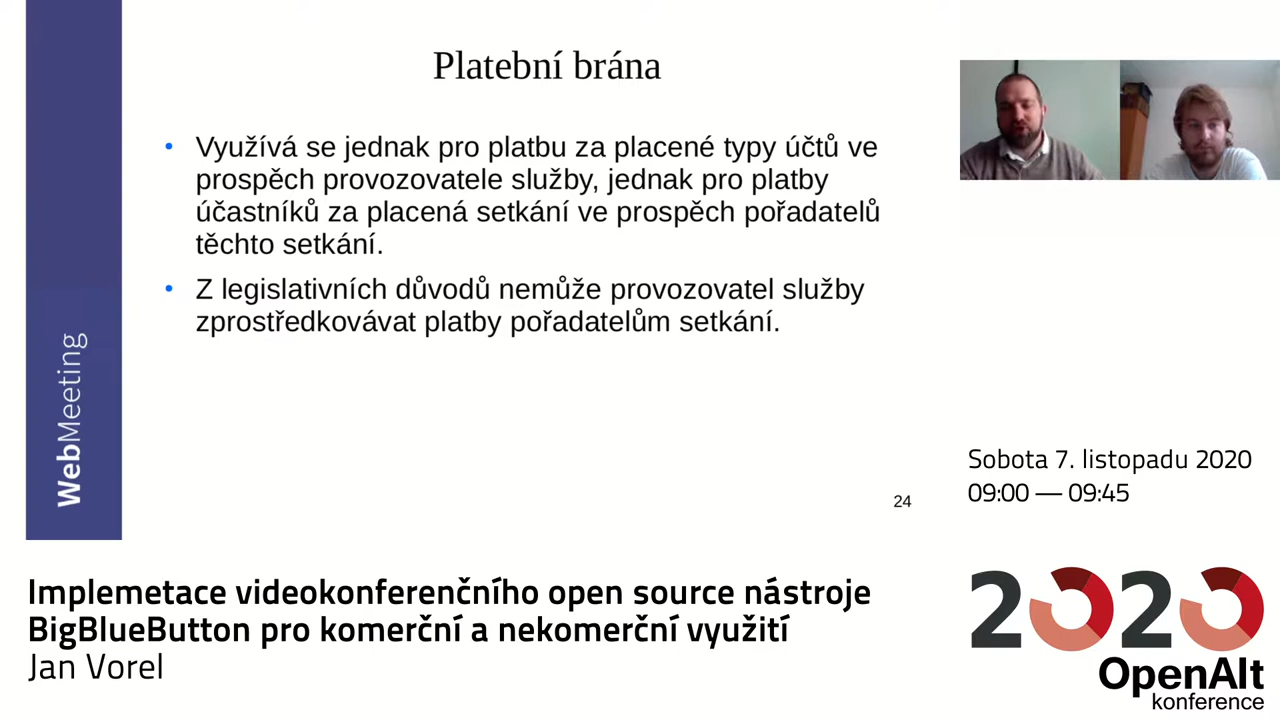 Platební brána
• Využívá se jednak pro platbu za placené typy účtů ve
prospěch provozovatele služby, jednak pro platby
účastníků za placená setkání ve prospěch pořadatelů
těchto setkání.
• Z legislativních důvodů nemůže provozovatel služby
zprostředkovávat platby pořadatelům setkání.
24
WebMeeting
Sobota 7. listopadu 2020
09:00 — 09:45
Implemetace videokonferenčního open source nástroje
BigBlueButton pro komerční a nekomerční využití
Jan Vorel
2020
OpenAlt
konference